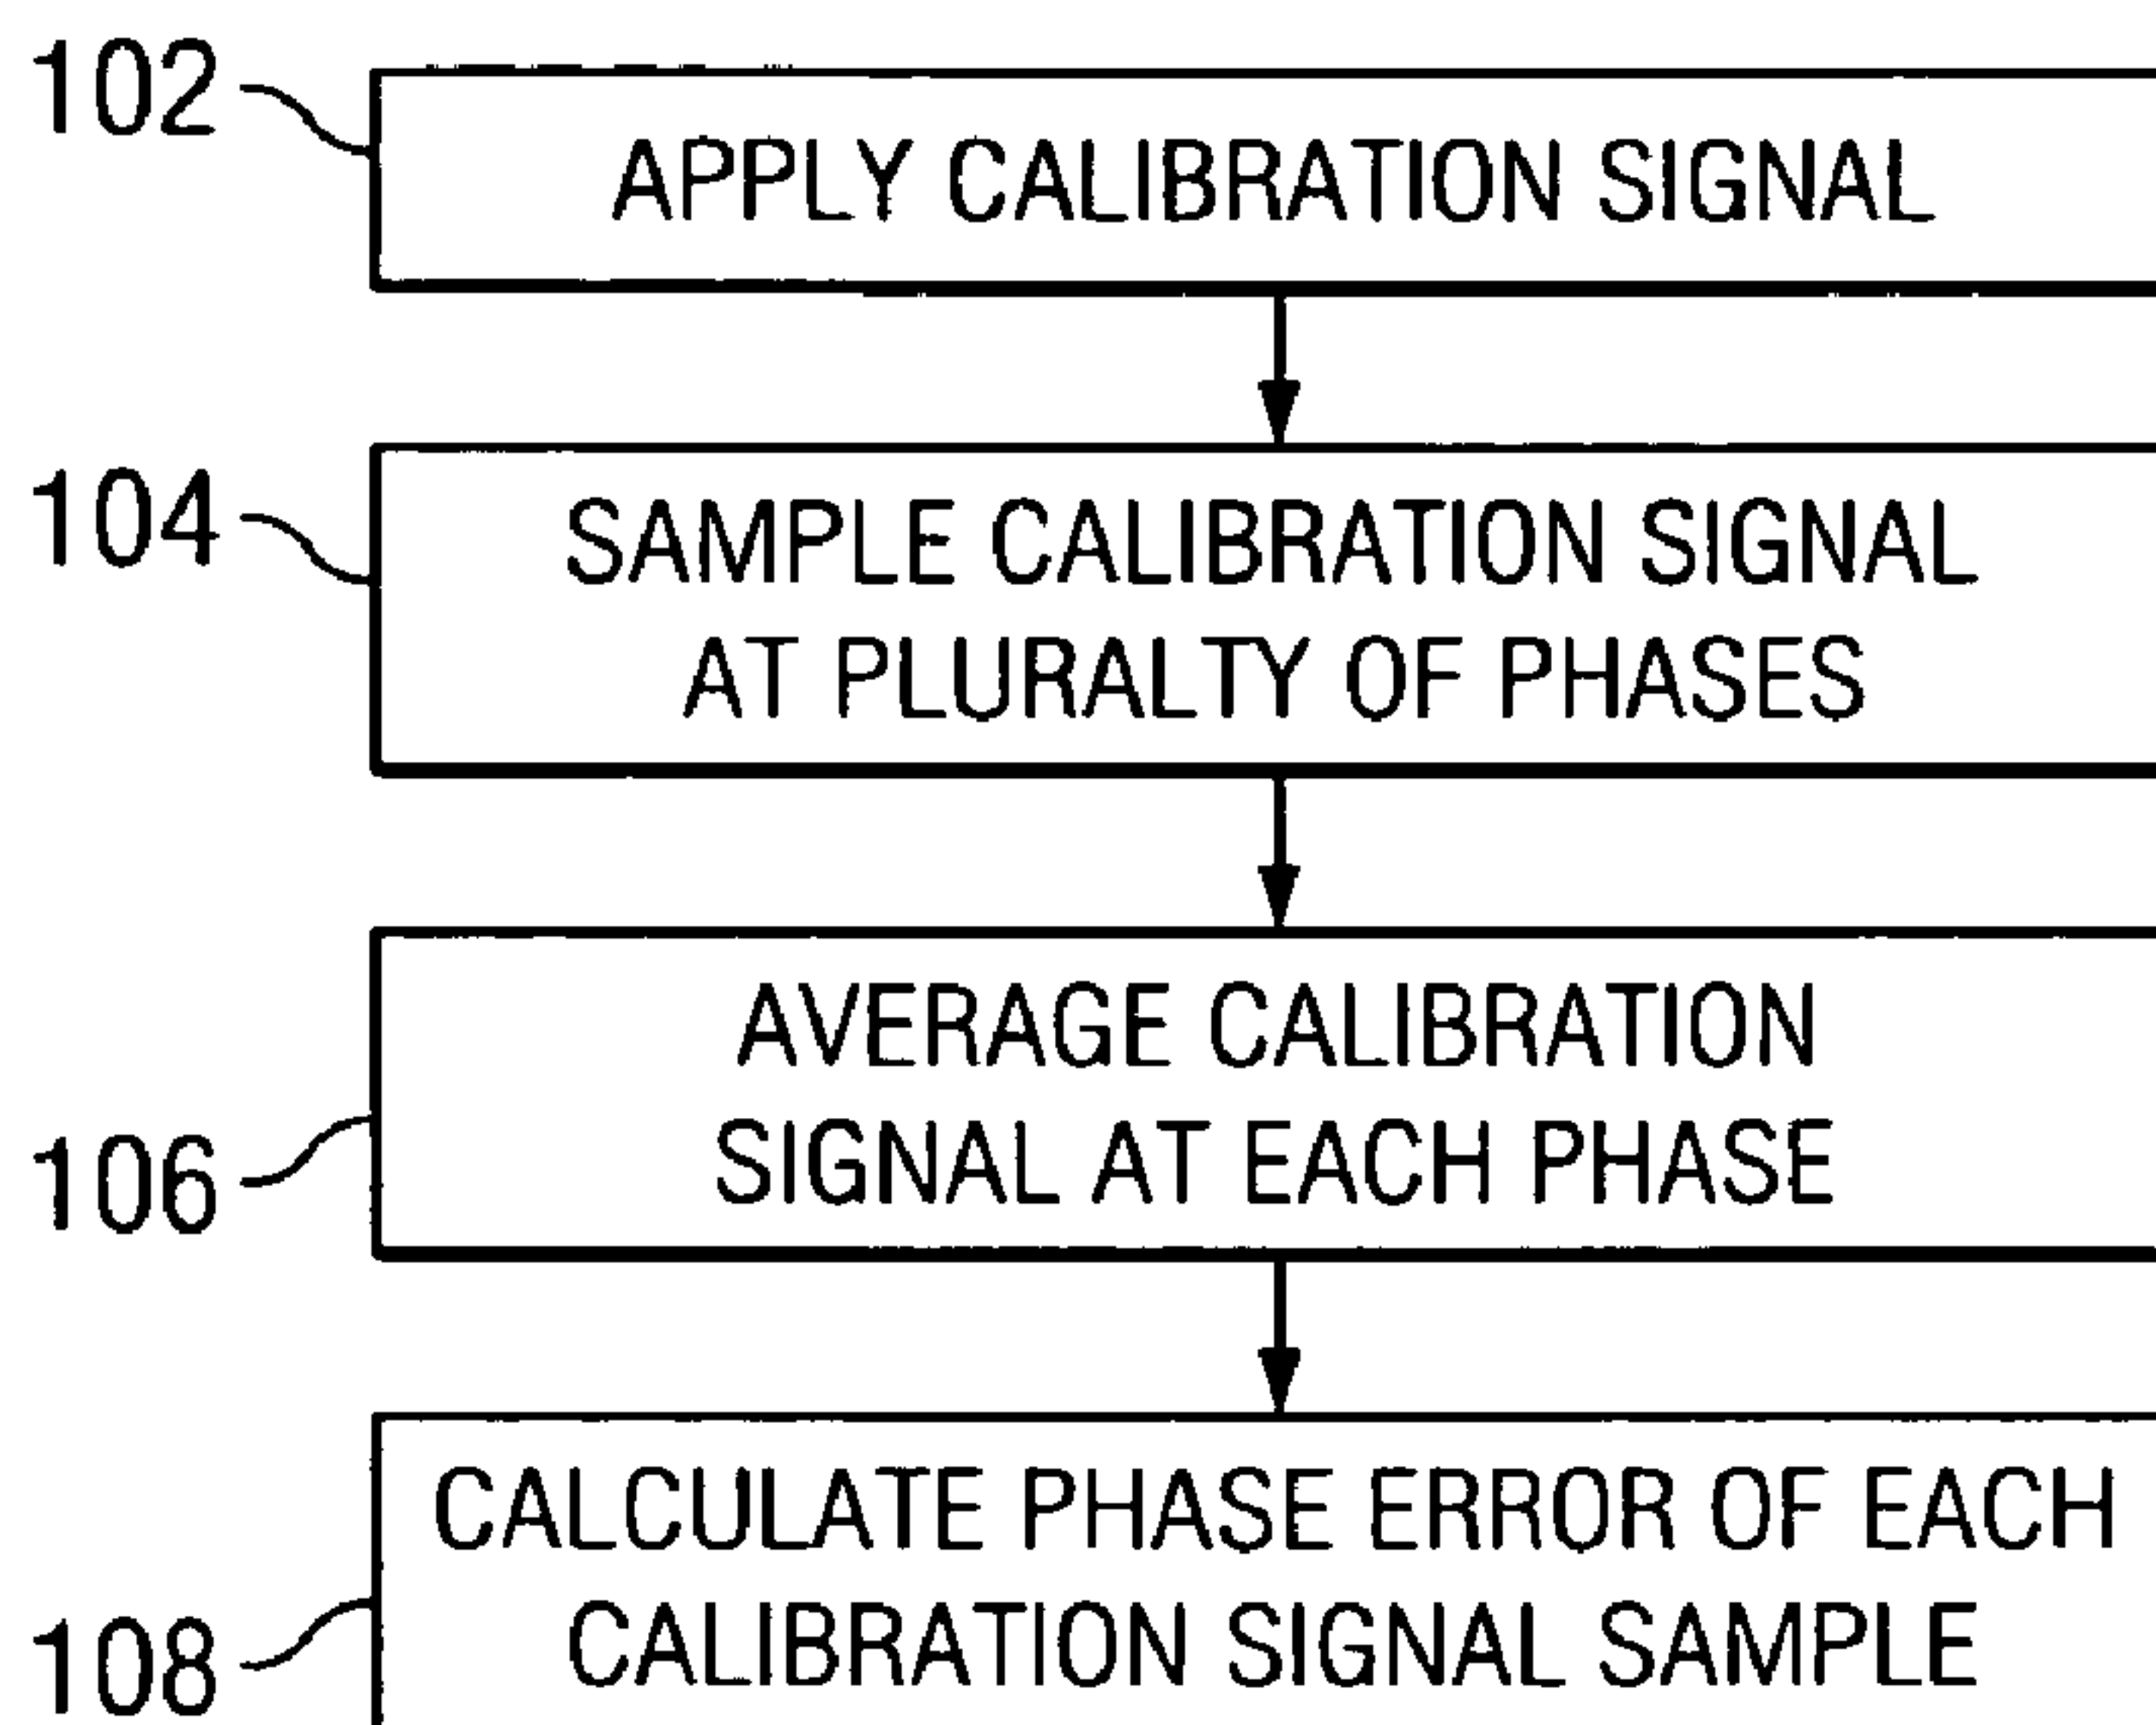 102
APPLY CALIBRATION SIGNAL
104
SAMPLE CALIBRATION SIGNAL
AT PLURALTY OF PHASES
AVERAGE CALIBRATION
SIGNAL AT EACH PHASE
106
CALCULATE PHASE ERROR OF EACH
CALIBRATION SIGNAL SAMPLE
108